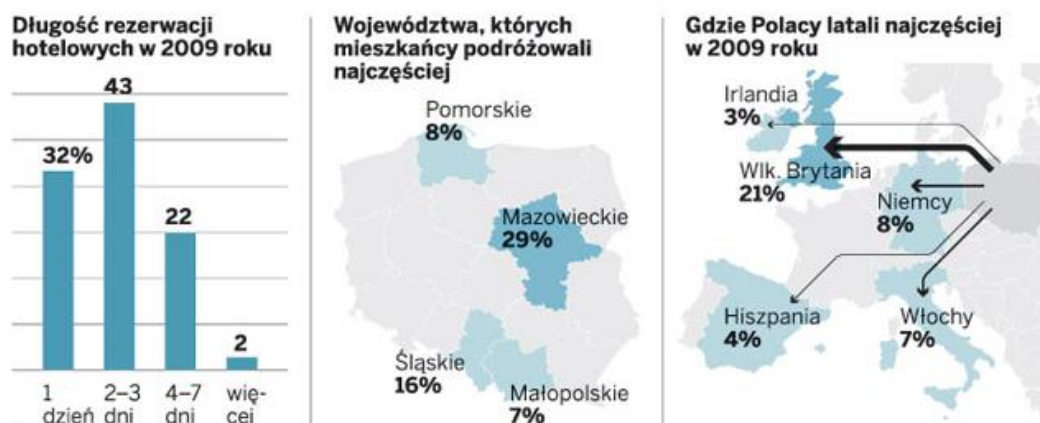 Długość rezerwacji
hotelowych w 2009 roku
43
32%
22
2
1
dzień
2–3
dni
4–7
dni
wię-
cej
Województwa, których
mieszkańcy podróżowali
najczęściej
Pomorskie
8%
Mazowieckie
29%
Śląskie
16%
Małopolskie
7%
Gdzie Polacy latali najczęściej
w 2009 roku
Irlandia
3%
Wlk. Brytania
21%
Niemcy
8%
Hiszpania
4%
Włochy
7%